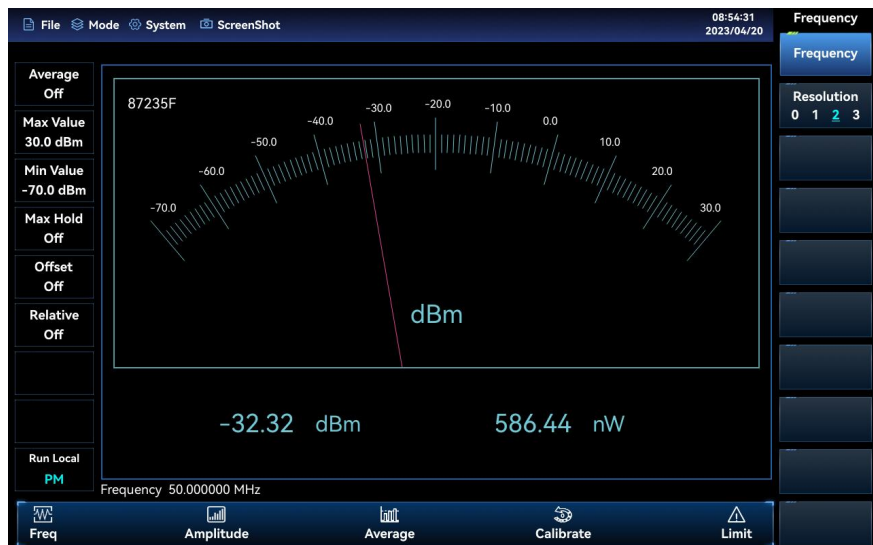 File Mode System ScreenShot
08:54:31
2023/04/20
Frequency
Frequency
Resolution
0 1 2 3
Average
Off
Max Value
30.0 dBm
Min Value
-70.0 dBm
Max Hold
Off
Offset
Off
Relative
Off
Run Local
PM
87235F
-70.0
-60.0
-50.0
-40.0
-30.0
-20.0
-10.0
0.0
10.0
20.0
30.0
dBm
-32.32 dBm
586.44 nW
Frequency 50.000000 MHz
Freq
Amplitude
Average
Calibrate
Limit